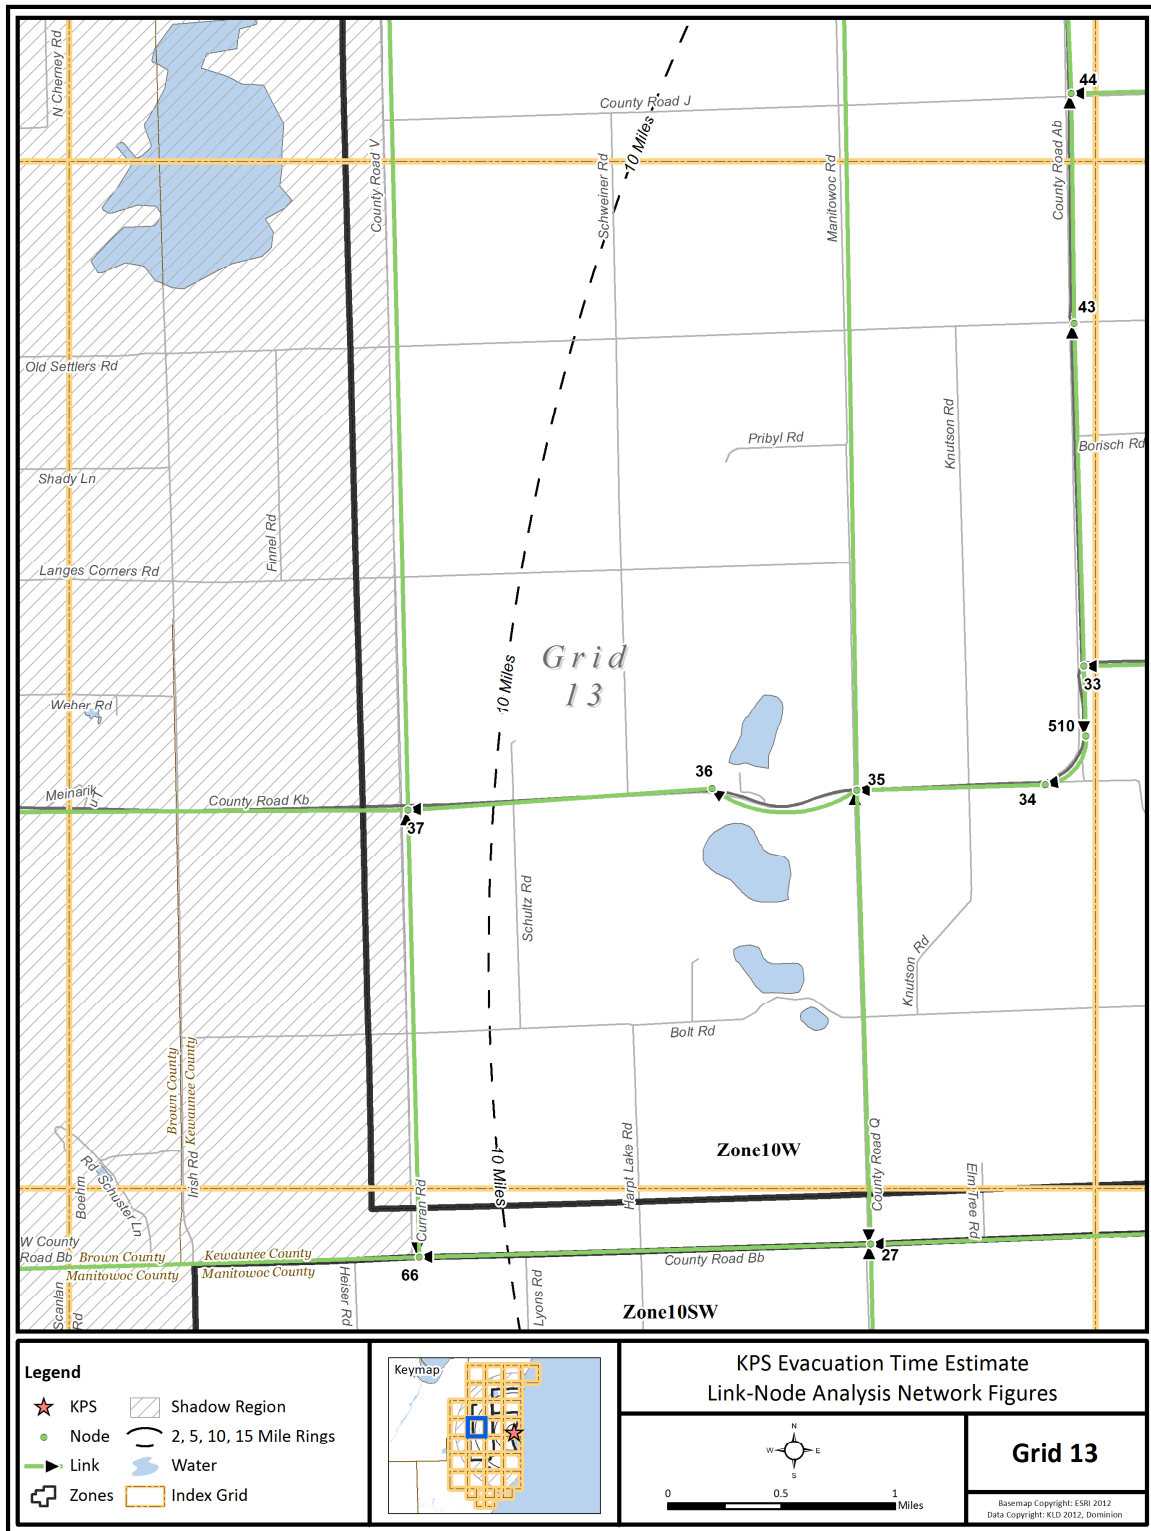 N Cherney Rd
44
County Road J
County Road V
10 Miles
Schweiner Rd
Manitowoc Rd
County Road Ab
43
Old Settlers Rd
Pribyl Rd
Knutson Rd
Borisch Rd
Shady Ln
Finnel Rd
Langes Corners Rd
Grid
13
10 Miles
33
Weber Rd
510
36
35
Meinarik
County Road Kb
34
37
Schultz Rd
Knutson Rd
Bolt Rd
Brown County
Kewaunee County
Harpt Lake Rd
County Road Q
Zone10W
10 Miles
Irish Rd
Rd
Schuster Ln
Boehm
Curran Rd
Elm Tree Rd
W County
Road Bb
Brown County
Kewaunee County
Manitowoc County
Manitowoc County
County Road Bb
27
66
Scanlan
Rd
Heiser Rd
Lyons Rd
Zone10SW
Legend
KPS
Shadow Region
Node
2, 5, 10, 15 Mile Rings
Link
Water
Zones
Index Grid
Keymap
KPS Evacuation Time Estimate
Link-Node Analysis Network Figures
N
W
E
S
0
0.5
1
Miles
Grid 13
Basemap Copyright: ESRI 2012
Data Copyright: KLD 2012, Dominion